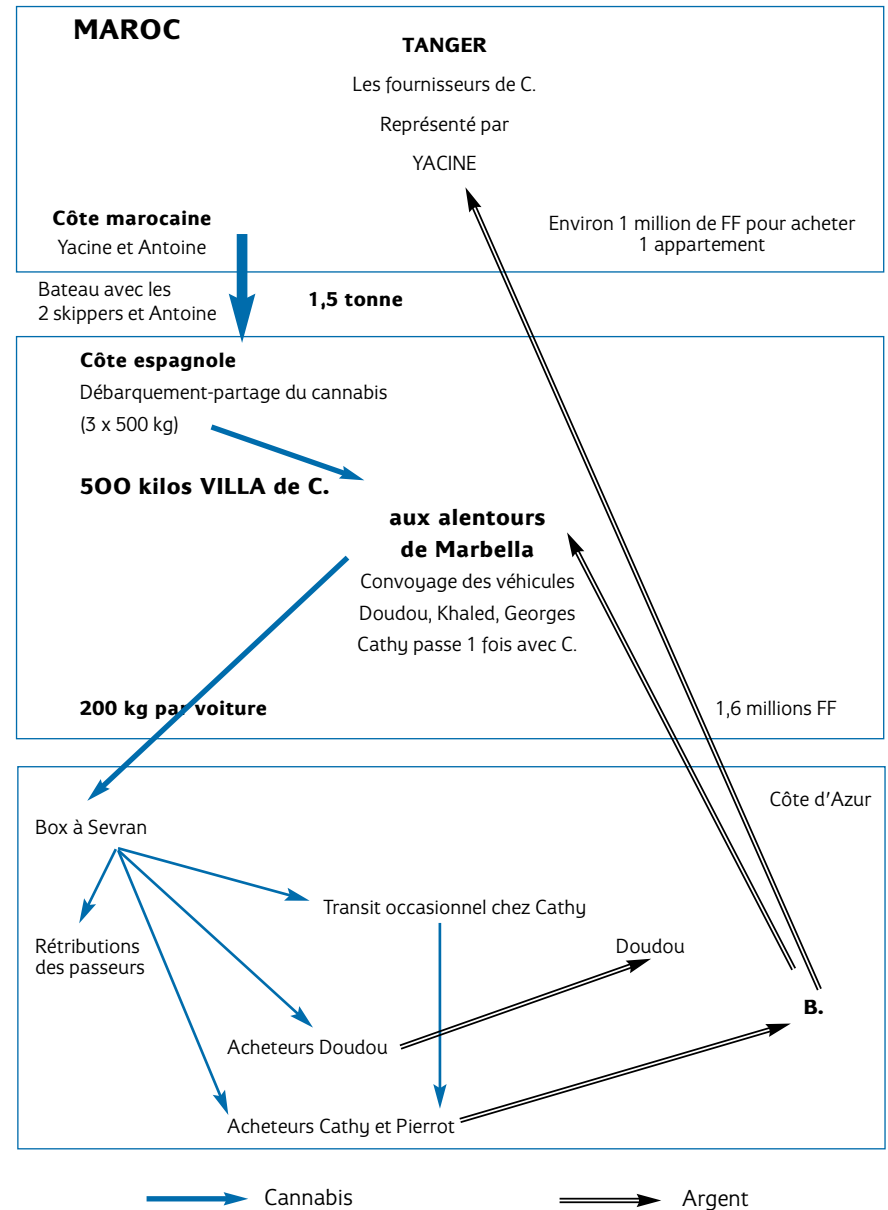 MAROC
TANGER
Les fournisseurs de C.
Représenté par
YACINE
Côte marocaine
Yacine et Antoine
Environ 1 million de FF pour acheter
1 appartement
Bateau avec les
2 skippers et Antoine
1,5 tonne
Côte espagnole
Débarquement-partage du cannabis
(3 x 500 kg)
5OO kilos VILLA de C.
aux alentours
de Marbella
Convoyage des véhicules
Doudou, Khaled, Georges
Cathy passe 1 fois avec C.
200 kg par voiture
1,6 millions FF
Côte d'Azur
Box à Sevran
Transit occasionnel chez Cathy
Rétributions
des passeurs
Doudou
B.
Acheteurs Doudou
Acheteurs Cathy et Pierrot
Cannabis
Argent